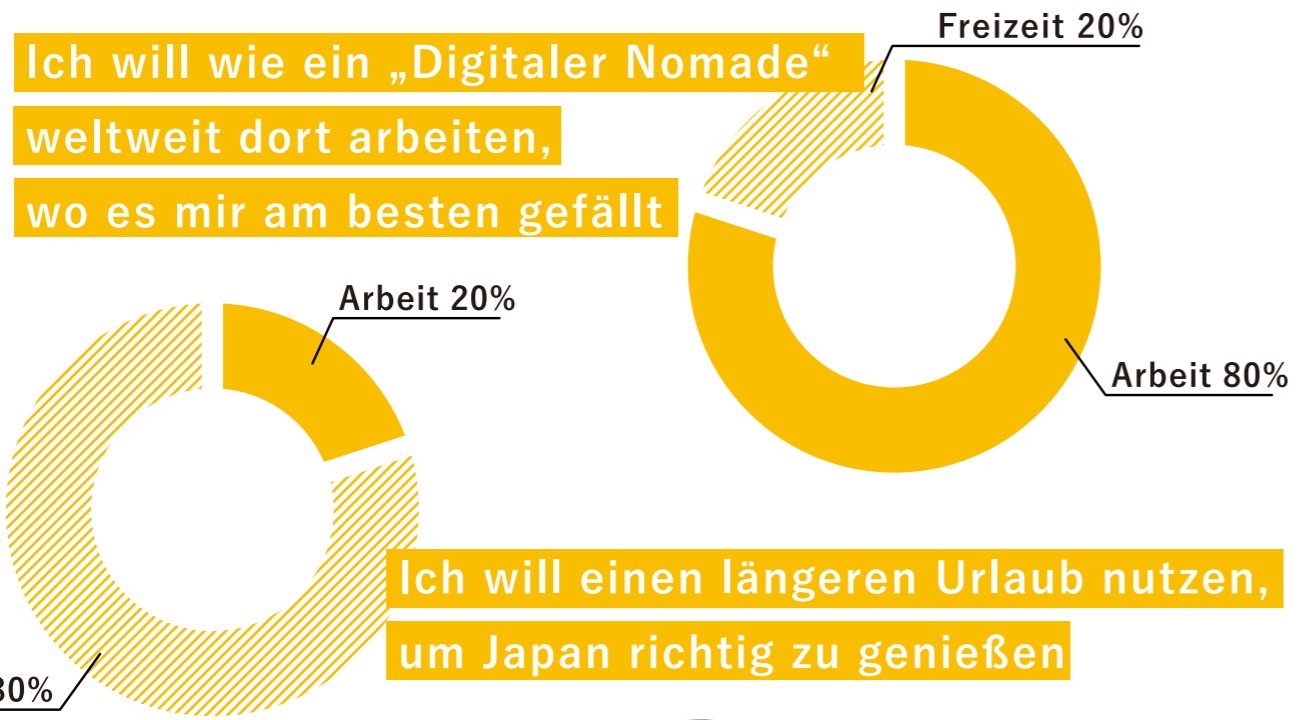 Freizeit 20%
Ich will wie ein „Digitaler Nomade“
weltweit dort arbeiten,
wo es mir am besten gefällt
Arbeit 20%
Arbeit 80%
Ich will einen längeren Urlaub nutzen,
um Japan richtig zu genießen
80%